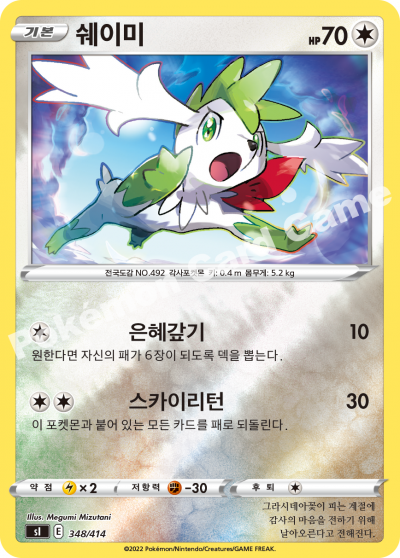 기본 쉐이미 HP 70
전국도감 NO.492 감사포켓몬 키: 0.4 m 몸무게: 5.2 kg
Pokémon Card Game
은혜갚기 10
원한다면 자신의 패가 6장이 되도록 덱을 뽑는다.
스카이리턴 30
이 포켓몬과 붙어 있는 모든 카드를 패로 되돌린다.
약점 ×2 저항력 -30 후퇴
Illus. Megumi Mizutani
sI E 348/414
그라시데아꽃이 피는 계절에
감사의 마음을 전하기 위해
날아오른다고 전해진다.
©2022 Pokémon/Nintendo/Creatures/GAME FREAK.